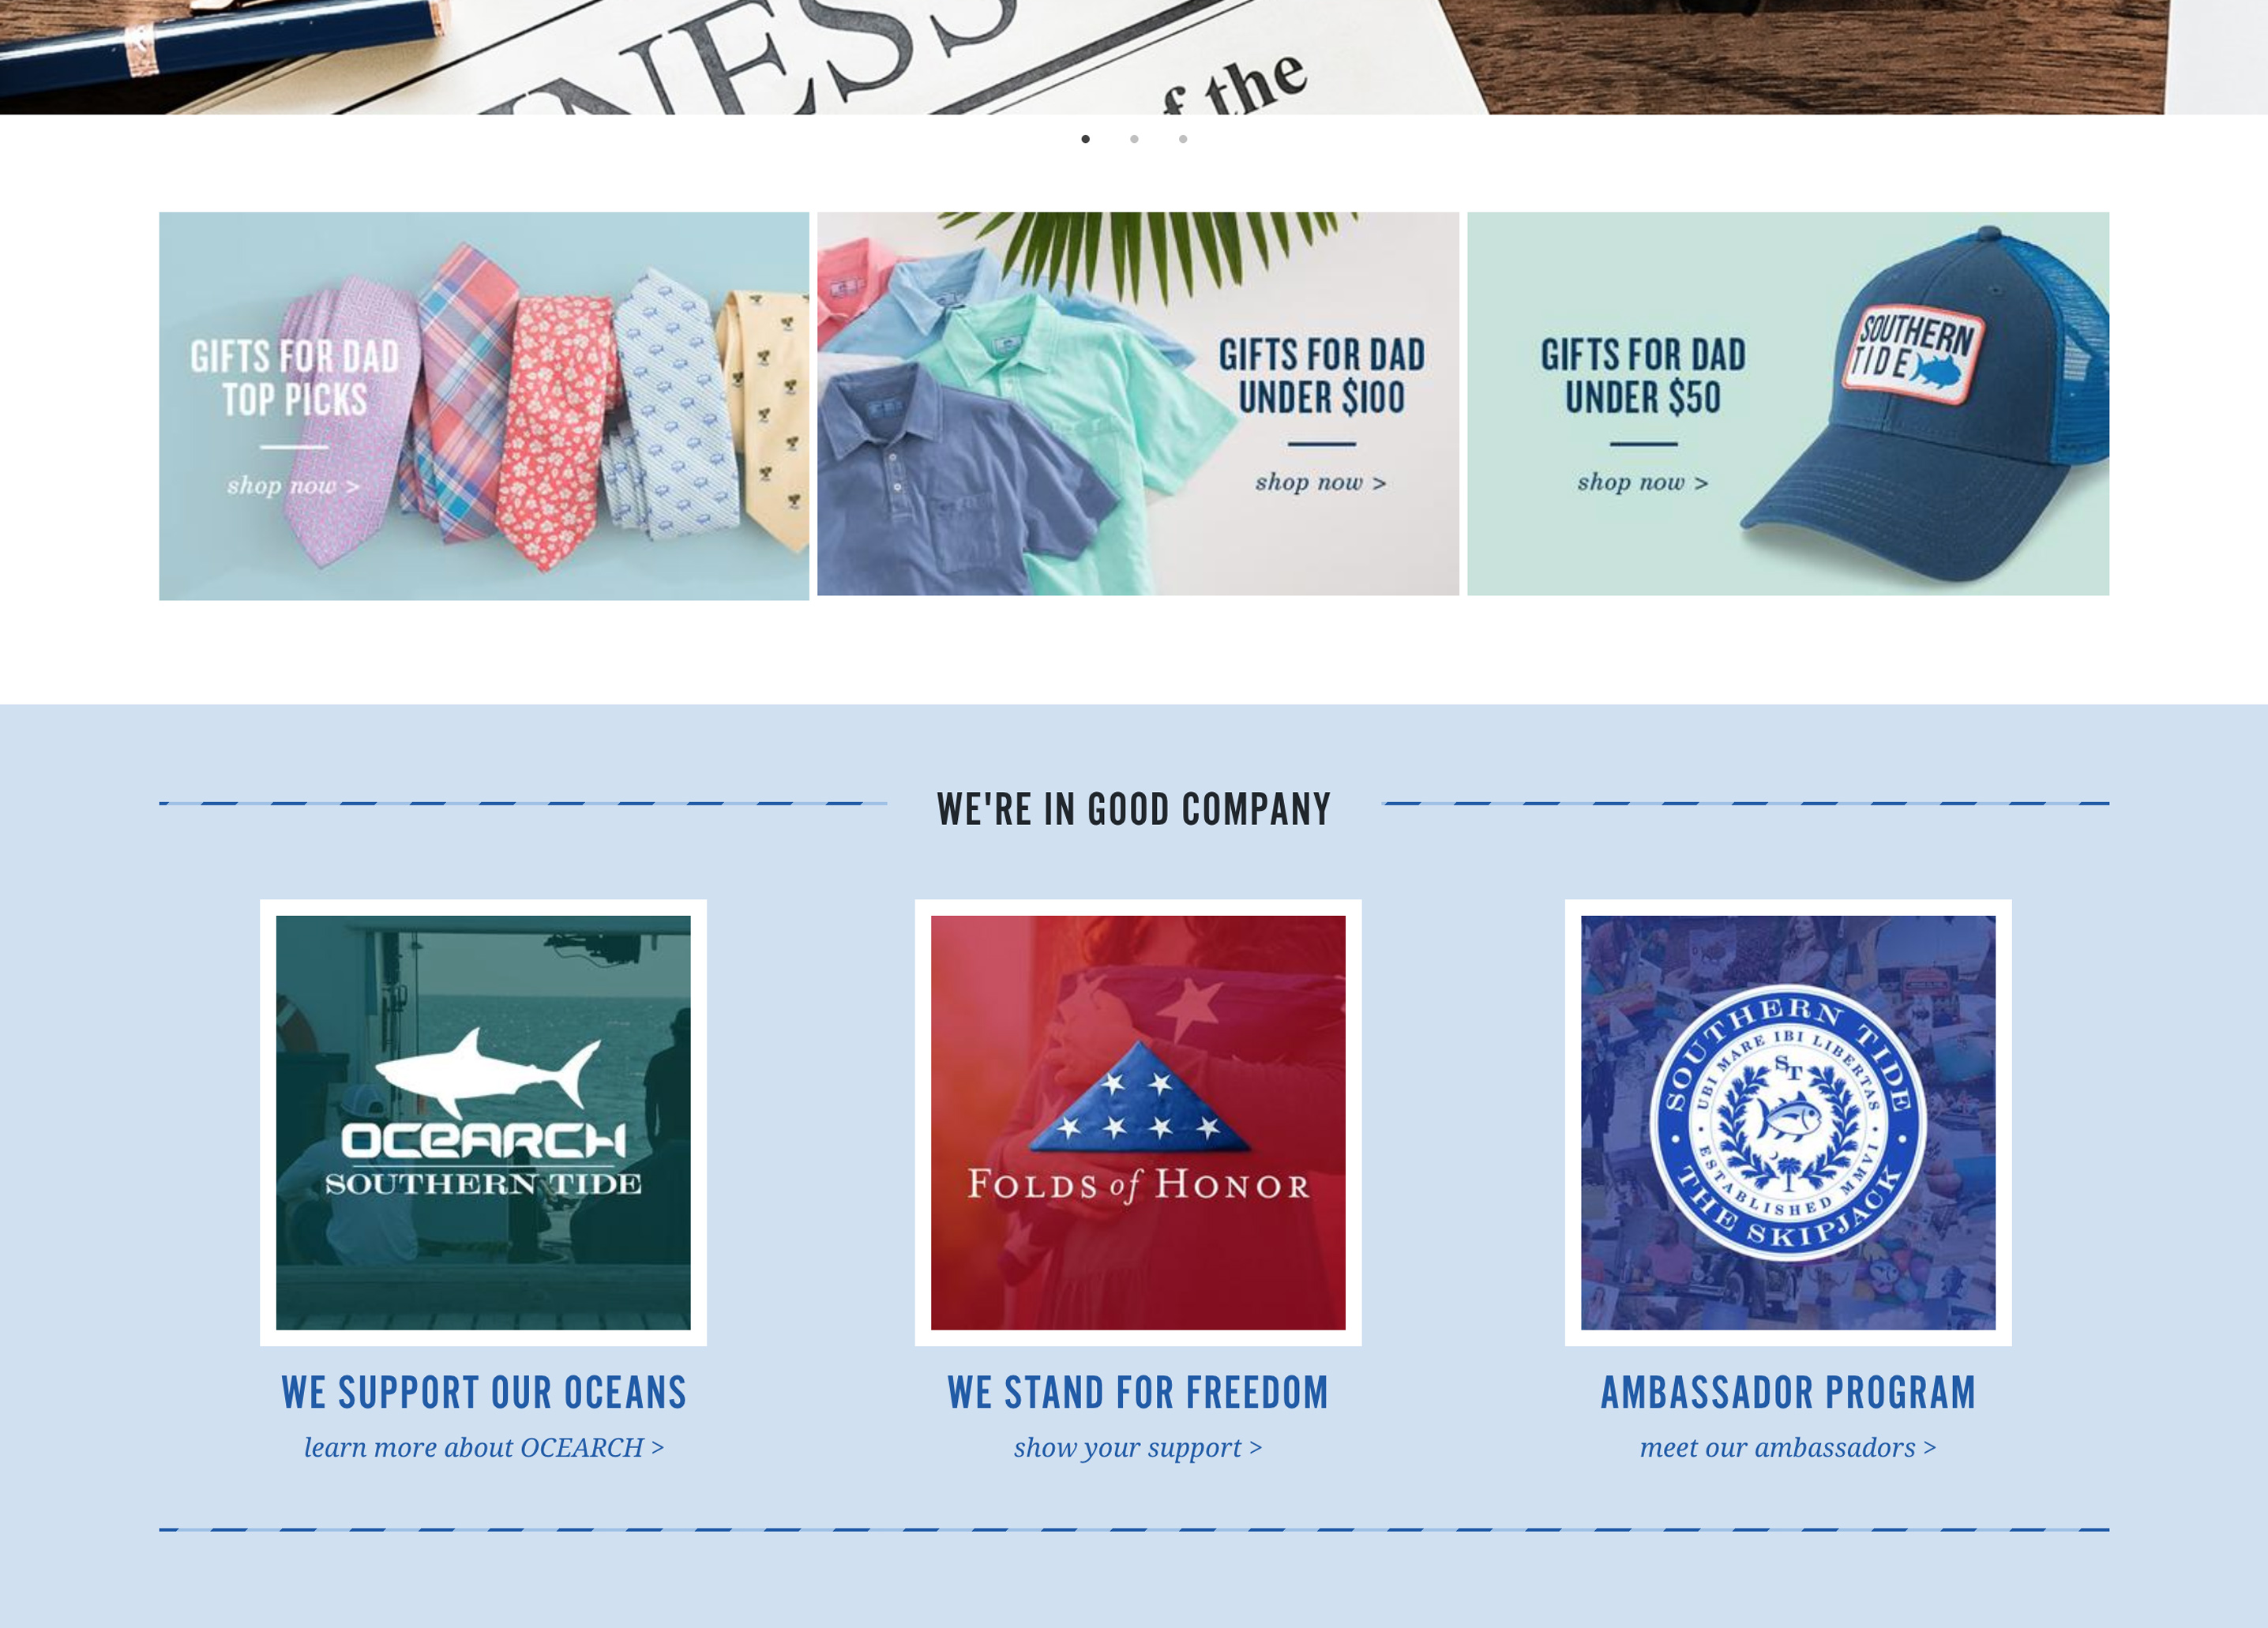 NESS
f the
GIFTS FOR DAD
TOP PICKS
shop now >
GIFTS FOR DAD
UNDER $100
shop now >
GIFTS FOR DAD
UNDER $50
shop now >
SOUTHERN
TIDE
WE'RE IN GOOD COMPANY
OCEARCH
SOUTHERN TIDE
FOLDS of HONOR
SOUTHERN TIDE
UBI MARE IBI LIBERTAS
ST
ESTABLISHED MMVI
THE SKIPJACK
WE SUPPORT OUR OCEANS
learn more about OCEARCH >
WE STAND FOR FREEDOM
show your support >
AMBASSADOR PROGRAM
meet our ambassadors >